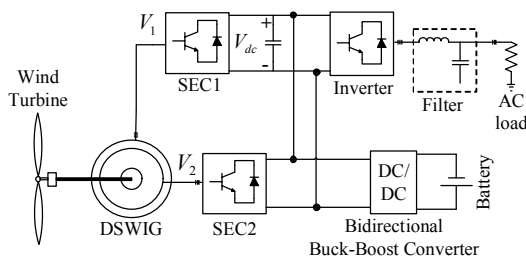 V1
Vdc
+
-
SEC1
Inverter
Filter
AC
load
Wind
Turbine
V2
DSWIG
SEC2
DC/
DC
Battery
Bidirectional
Buck-Boost Converter